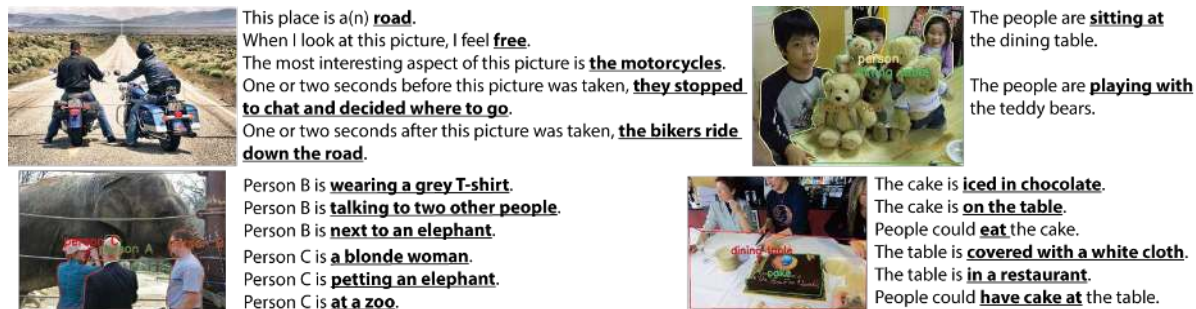 This place is a(n) road.
When I look at this picture, I feel free.
The most interesting aspect of this picture is the motorcycles.
One or two seconds before this picture was taken, they stopped
to chat and decided where to go.
One or two seconds after this picture was taken, the bikers ride
down the road.
person
dining table
The people are sitting at
the dining table.
The people are playing with
the teddy bears.
person C
person A
person B
Person B is wearing a grey T-shirt.
Person B is talking to two other people.
Person B is next to an elephant.
Person C is a blonde woman.
Person C is petting an elephant.
Person C is at a zoo.
dining table
cake
The cake is iced in chocolate.
The cake is on the table.
People could eat the cake.
The table is covered with a white cloth.
The table is in a restaurant.
People could have cake at the table.